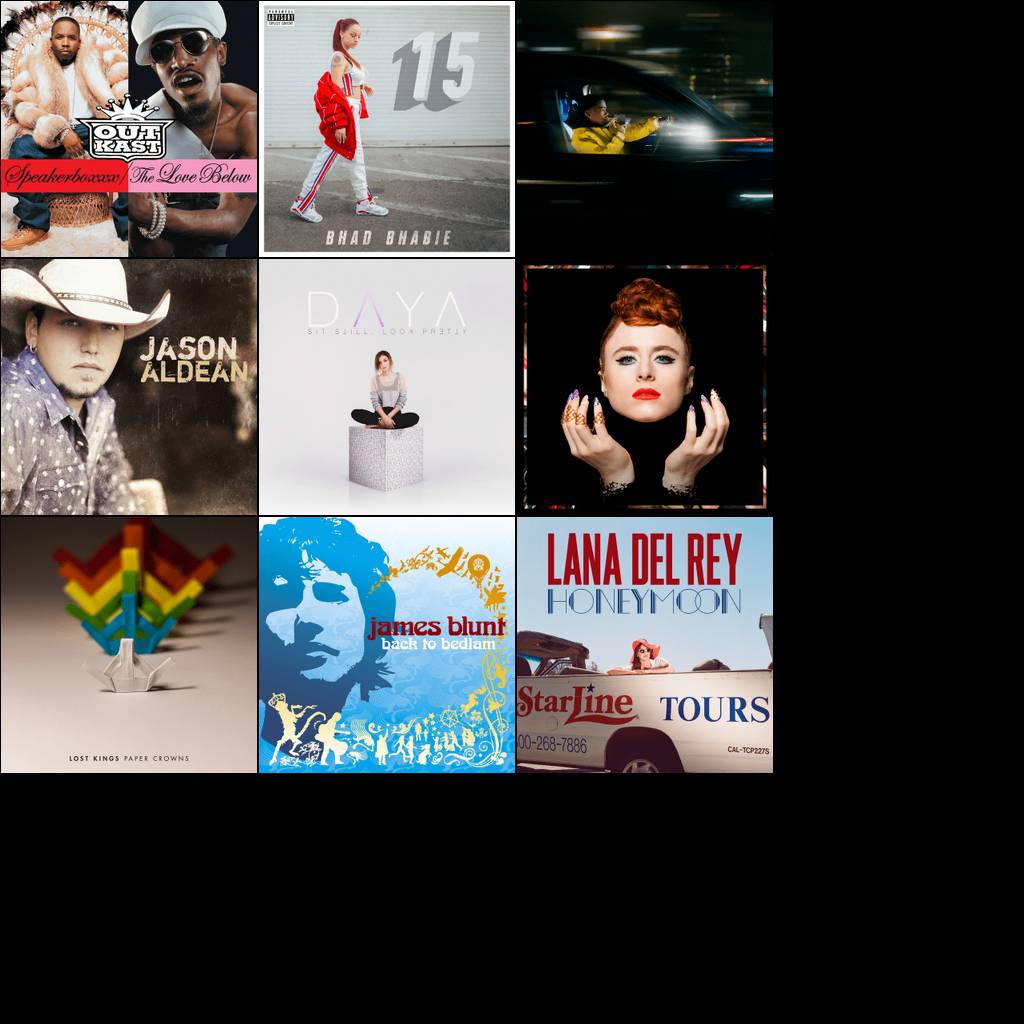 OUT
KAST
Speakerboxxx/
The Love Below
PARENTAL
ADVISORY
EXPLICIT CONTENT
15
BHAD BHABIE
JASON
ALDEAN
DAYA
SIT STILL, LOOK PRETTY
LOST KINGS PAPER CROWNS
james blunt
back to bedlam
LANA DEL REY
HONEYMOON
StarLine TOURS
00-268-7886
CAL-TCP227S